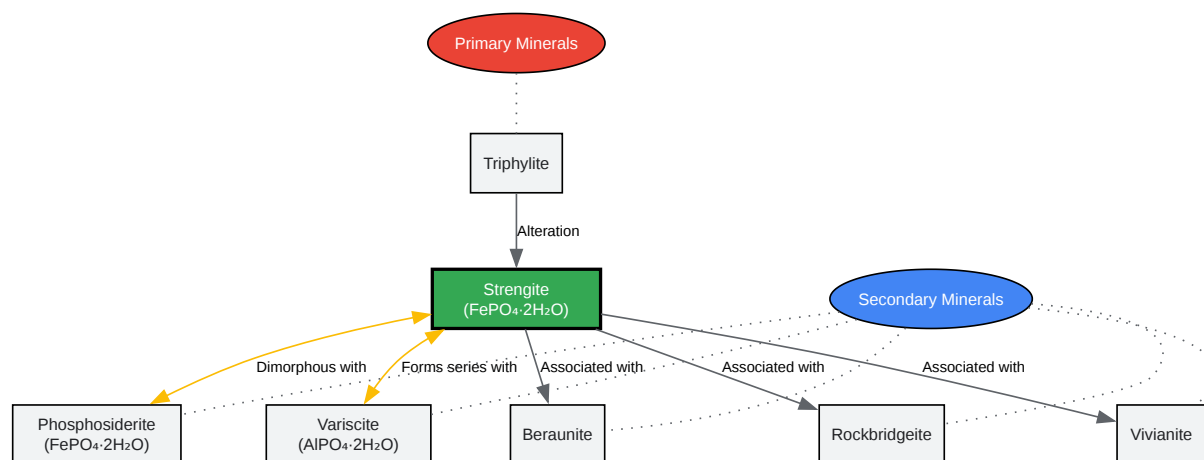 Primary Minerals
Triphylite
Alteration
Strengite
(FePO₄·2H₂O)
Secondary Minerals
Dimorphous with
Forms series with
Associated with
Associated with
Associated with
Phosphosiderite
(FePO₄·2H₂O)
Variscite
(AlPO₄·2H₂O)
Beraunite
Rockbridgeite
Vivianite